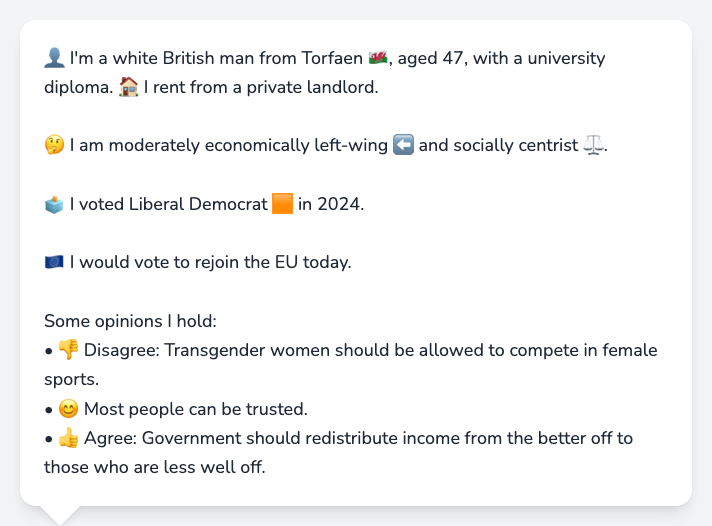 👤 I'm a white British man from Torfaen 🏴󠁧󠁢󠁷󠁬󠁳󠁿, aged 47, with a university
diploma. 🏠 I rent from a private landlord.
🤔 I am moderately economically left-wing ⬅️ and socially centrist ⚖️.
🗳️ I voted Liberal Democrat 🟧 in 2024.
🇪🇺 I would vote to rejoin the EU today.
Some opinions I hold:
• 👎 Disagree: Transgender women should be allowed to compete in female
sports.
• 😊 Most people can be trusted.
• 👍 Agree: Government should redistribute income from the better off to
those who are less well off.